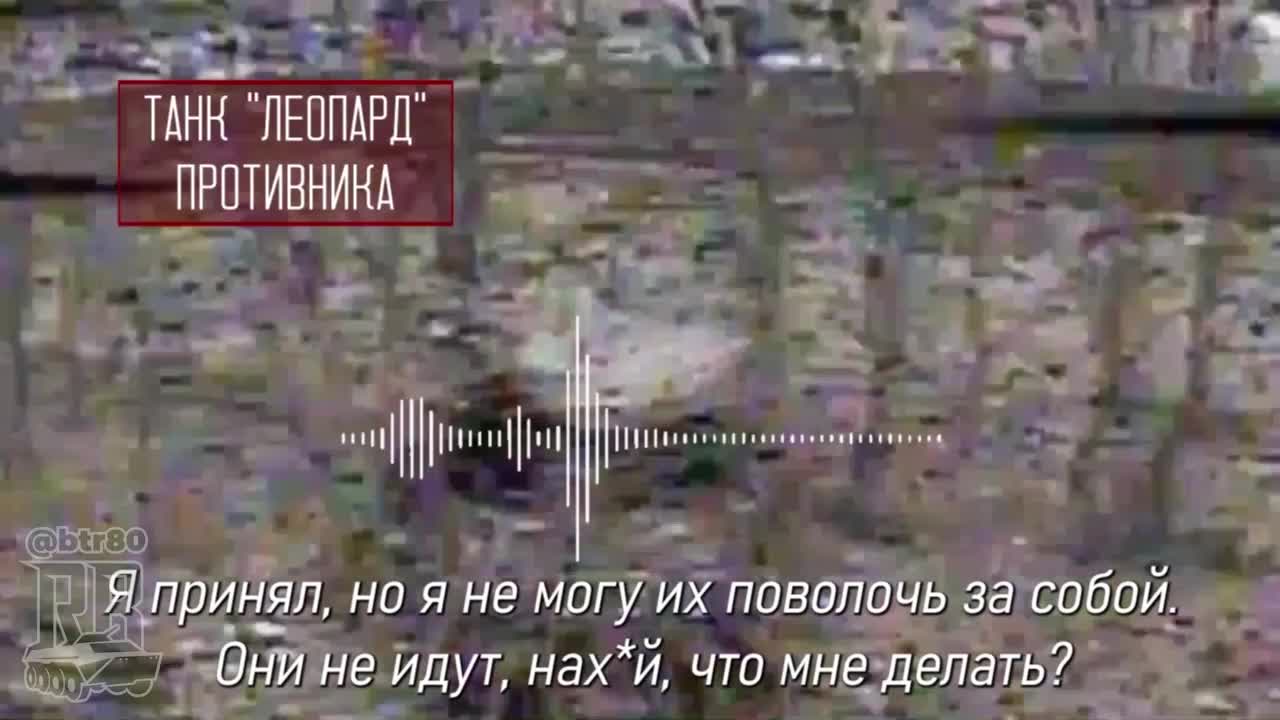 ТАНК "ЛЕОПАРД"
ПРОТИВНИКА
@btr80
Я принял, но я не могу их поволочь за собой.
Они не идут, нах*й, что мне делать?